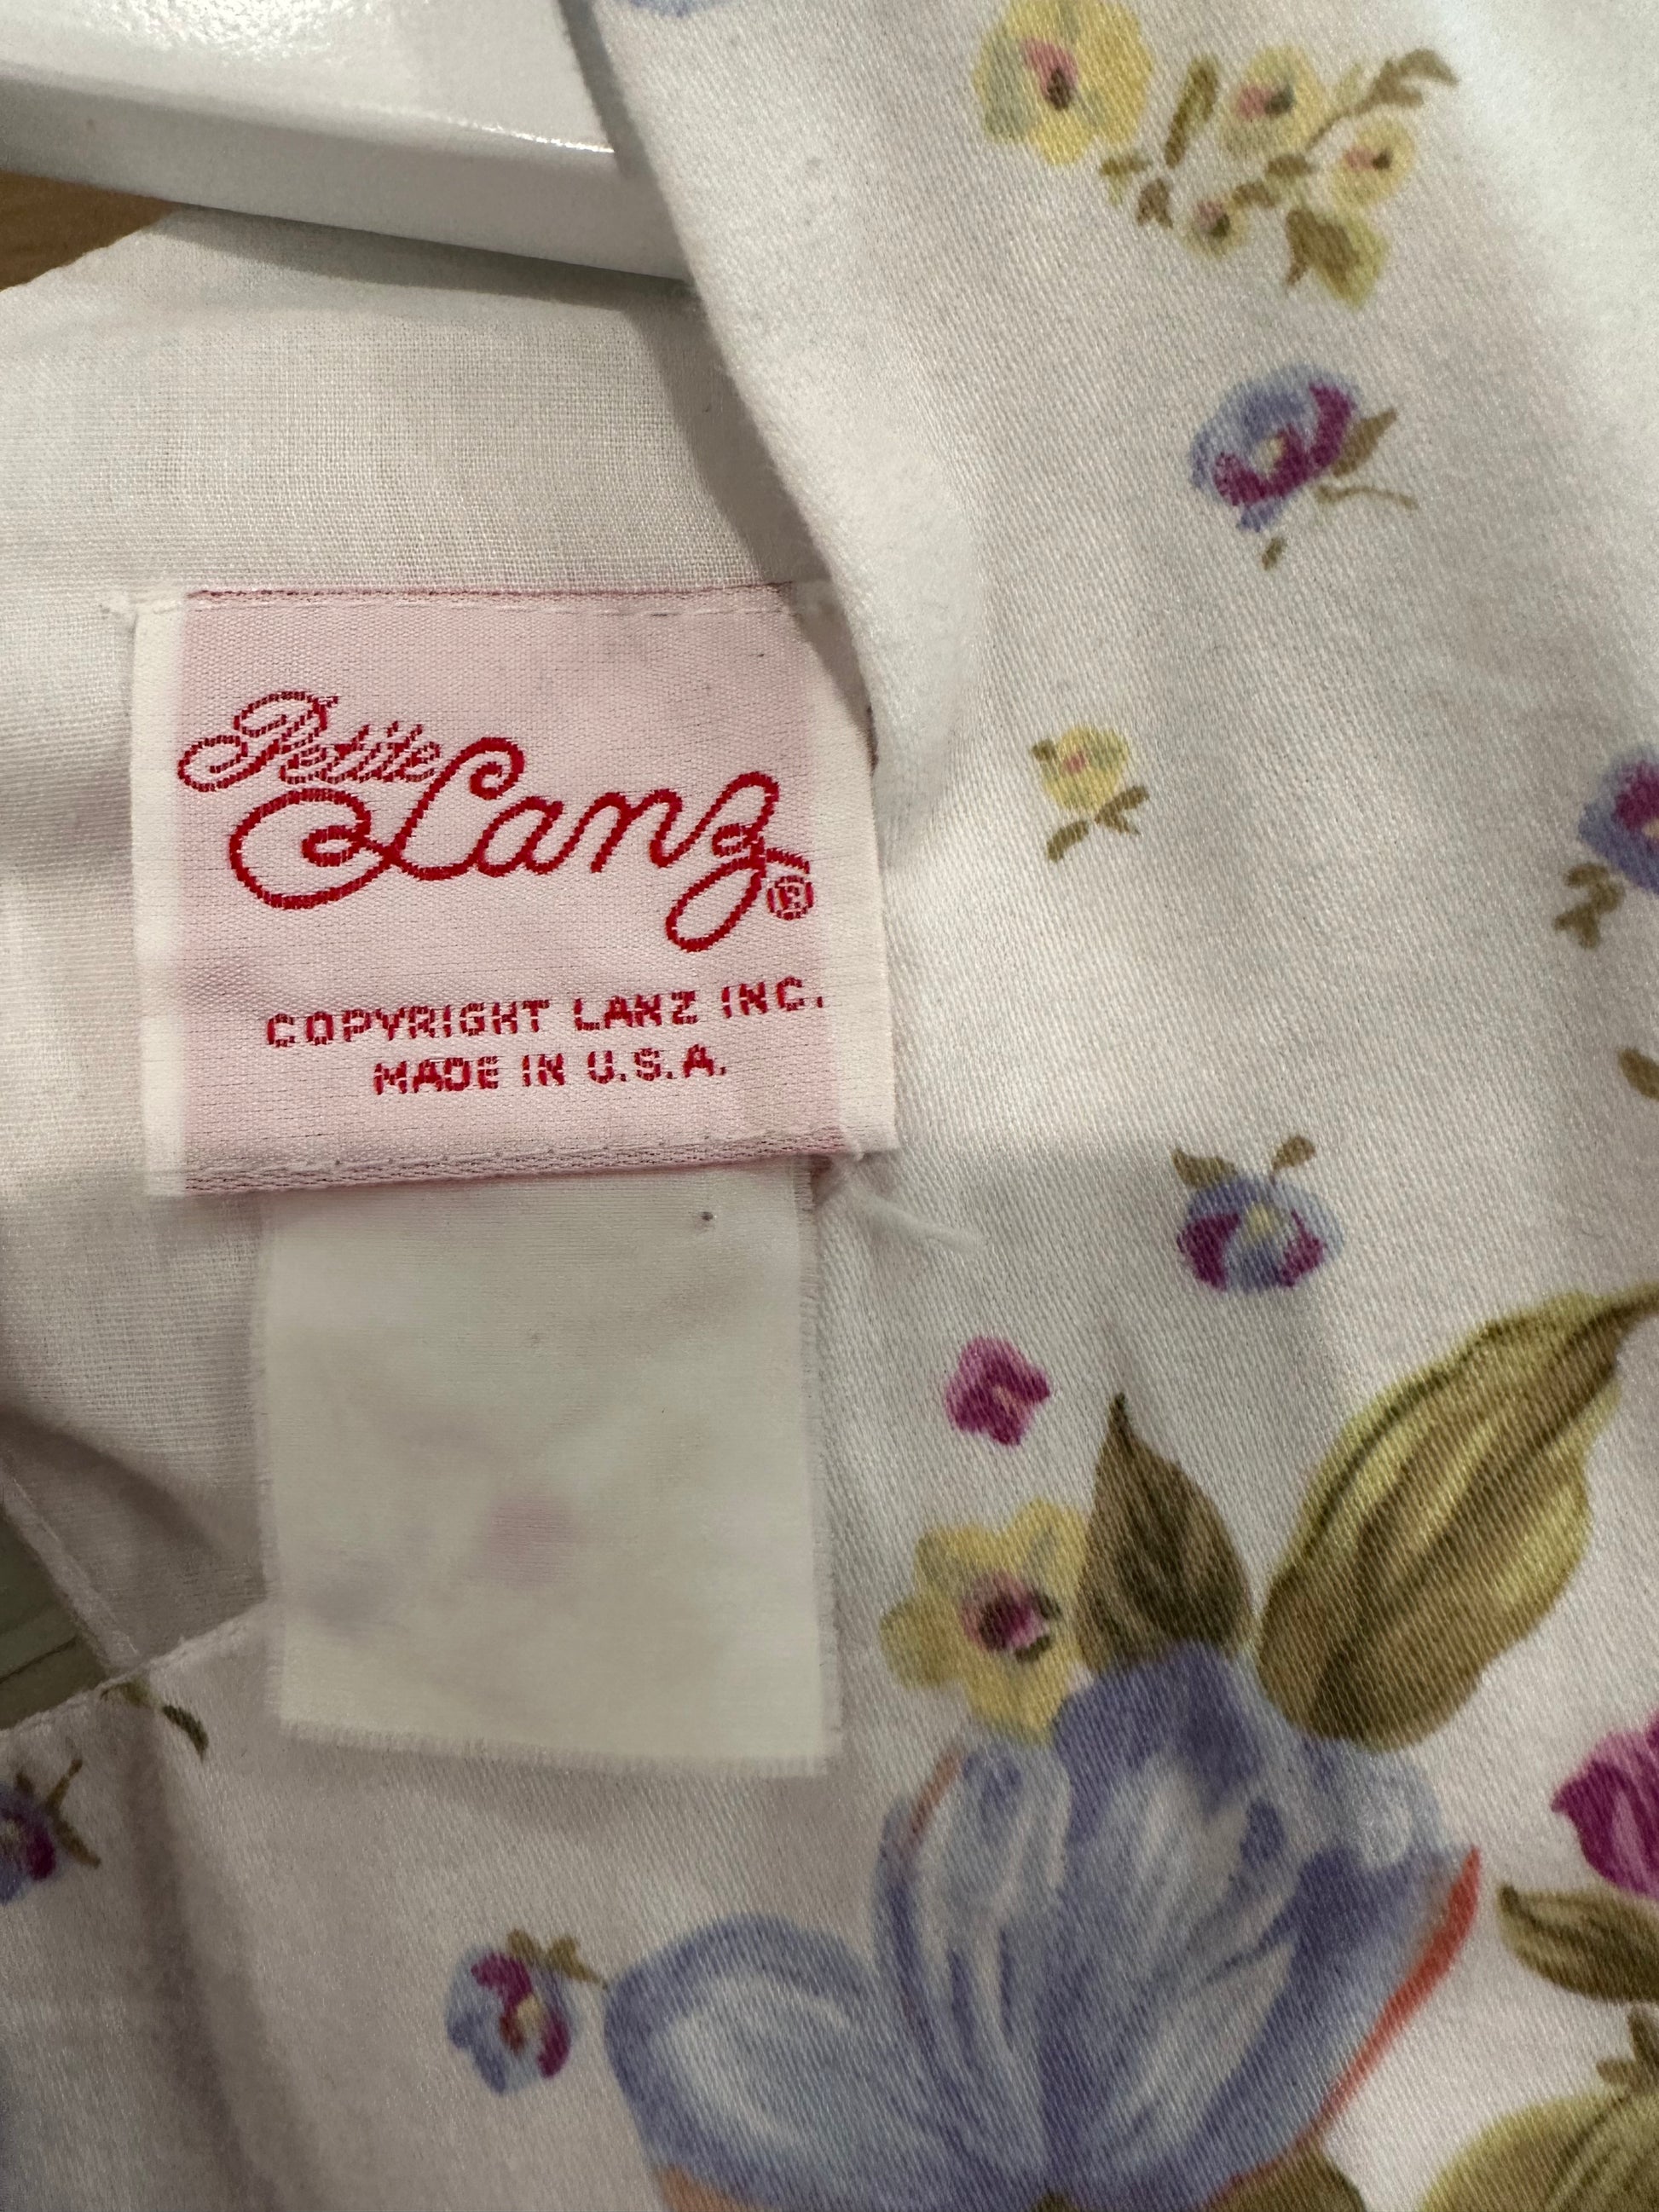 Petite
Lanz®
COPYRIGHT LANZ INC.
MADE IN U.S.A.